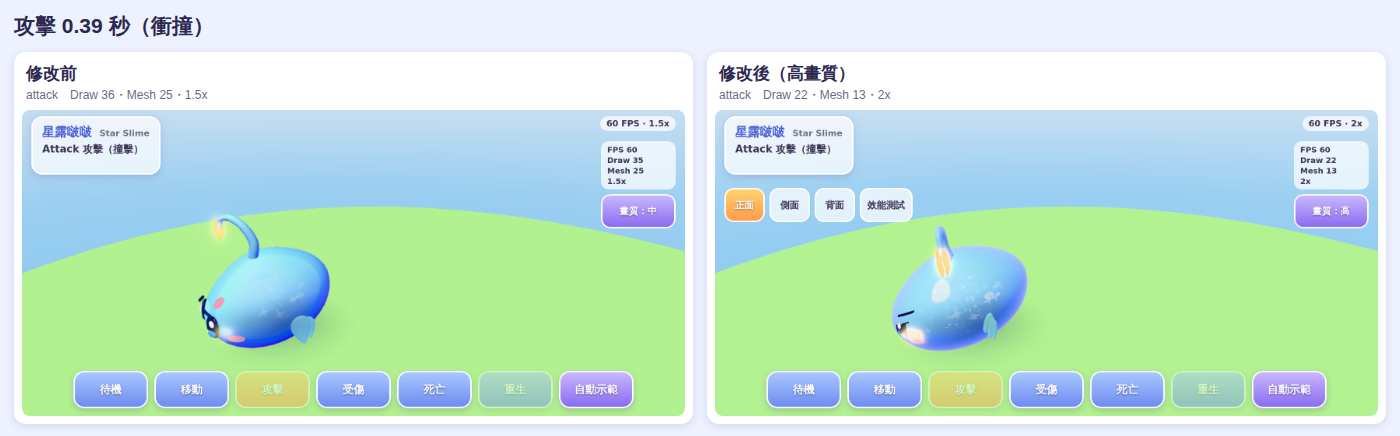 攻擊 0.39 秒（衝撞）
修改前
attack Draw 36・Mesh 25・1.5x
星露啵啵 Star Slime
Attack 攻擊（撞擊）
60 FPS · 1.5x
FPS 60
Draw 35
Mesh 25
1.5x
畫質：中
待機
移動
攻擊
受傷
死亡
重生
自動示範
修改後（高畫質）
attack Draw 22・Mesh 13・2x
星露啵啵 Star Slime
Attack 攻擊（撞擊）
60 FPS · 2x
FPS 60
Draw 22
Mesh 13
2x
正面
側面
背面
效能測試
畫質：高
待機
移動
攻擊
受傷
死亡
重生
自動示範